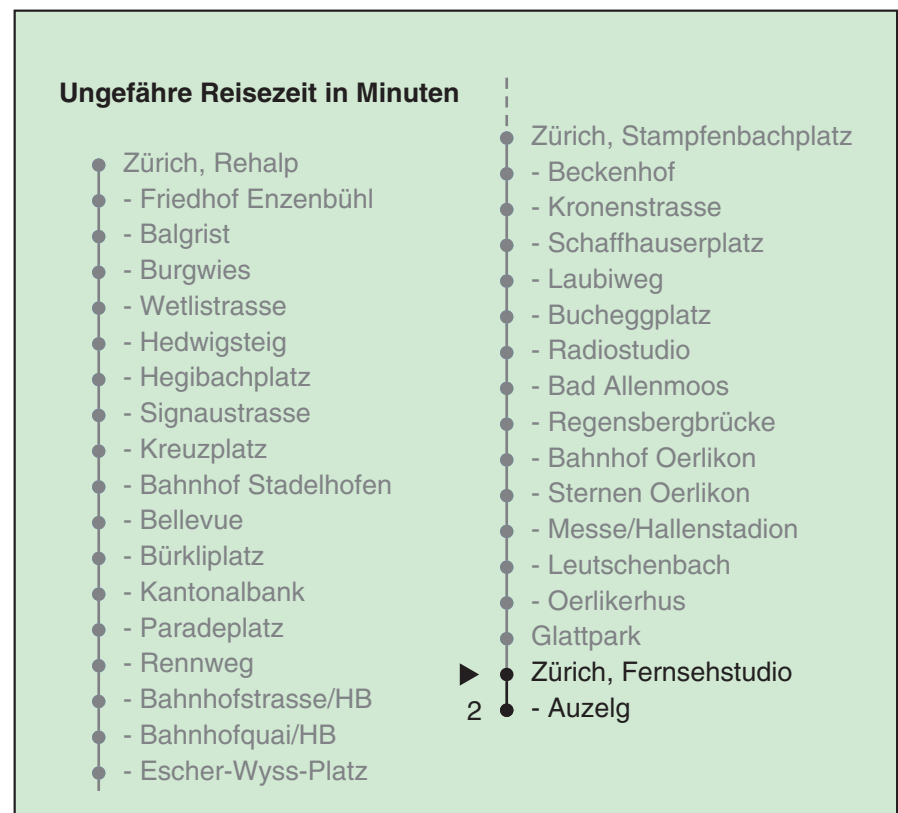 Ungefähre Reisezeit in Minuten
Zürich, Rehalp
- Friedhof Enzenbühl
- Balgrist
- Burgwies
- Wetlistrasse
- Hedwigsteig
- Hegibachplatz
- Signaustrasse
- Kreuzplatz
- Bahnhof Stadelhofen
- Bellevue
- Bürkliplatz
- Kantonalbank
- Paradeplatz
- Rennweg
- Bahnhofstrasse/HB
- Bahnhofquai/HB
- Escher-Wyss-Platz
Zürich, Stampfenbachplatz
- Beckenhof
- Kronenstrasse
- Schaffhauserplatz
- Laubiweg
- Bucheggplatz
- Radiostudio
- Bad Allenmoos
- Regensbergbrücke
- Bahnhof Oerlikon
- Sternen Oerlikon
- Messe/Hallenstadion
- Leutschenbach
- Oerlikerhus
Glattpark
Zürich, Fernsehstudio
2 - Auzelg